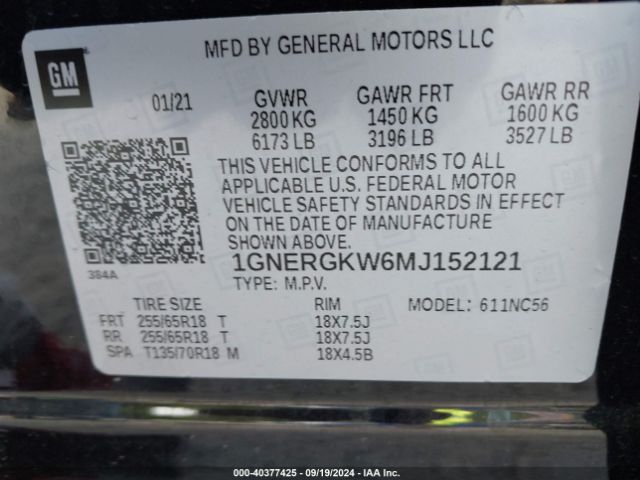 GM
MFD BY GENERAL MOTORS LLC
01/21 GVWR GAWR FRT GAWR RR
2800 KG 1450 KG 1600 KG
6173 LB 3196 LB 3527 LB
THIS VEHICLE CONFORMS TO ALL
APPLICABLE U.S. FEDERAL MOTOR
VEHICLE SAFETY STANDARDS IN EFFECT
ON THE DATE OF MANUFACTURE
SHOWN ABOVE.
384A
1GNERGKW6MJ152121
TYPE: M.P.V.
TIRE SIZE RIM MODEL: 611NC56
FRT 255/65R18 T 18X7.5J
RR 255/65R18 T 18X7.5J
SPA T135/70R18 M 18X4.5B
000-40377425 - 09/19/2024 - IAA Inc.